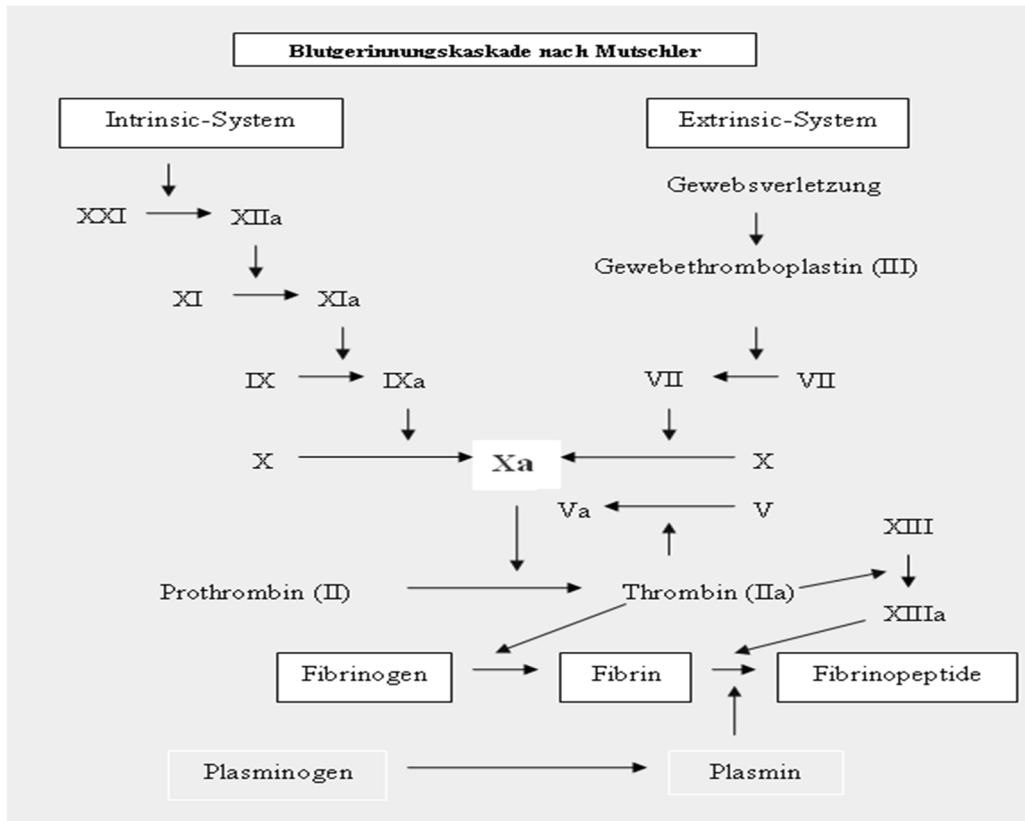 Blutgerinnungskaskade nach Mutschler
Intrinsic-System
Extrinsic-System
Gewebsverletzung
XXI
XIIa
Gewebethromboplastin (III)
XI
XIa
IX
IXa
VII
VII
X
Xa
X
Va
V
XIII
Prothrombin (II)
Thrombin (IIa)
XIIIa
Fibrinogen
Fibrin
Fibrinopeptide
Plasminogen
Plasmin